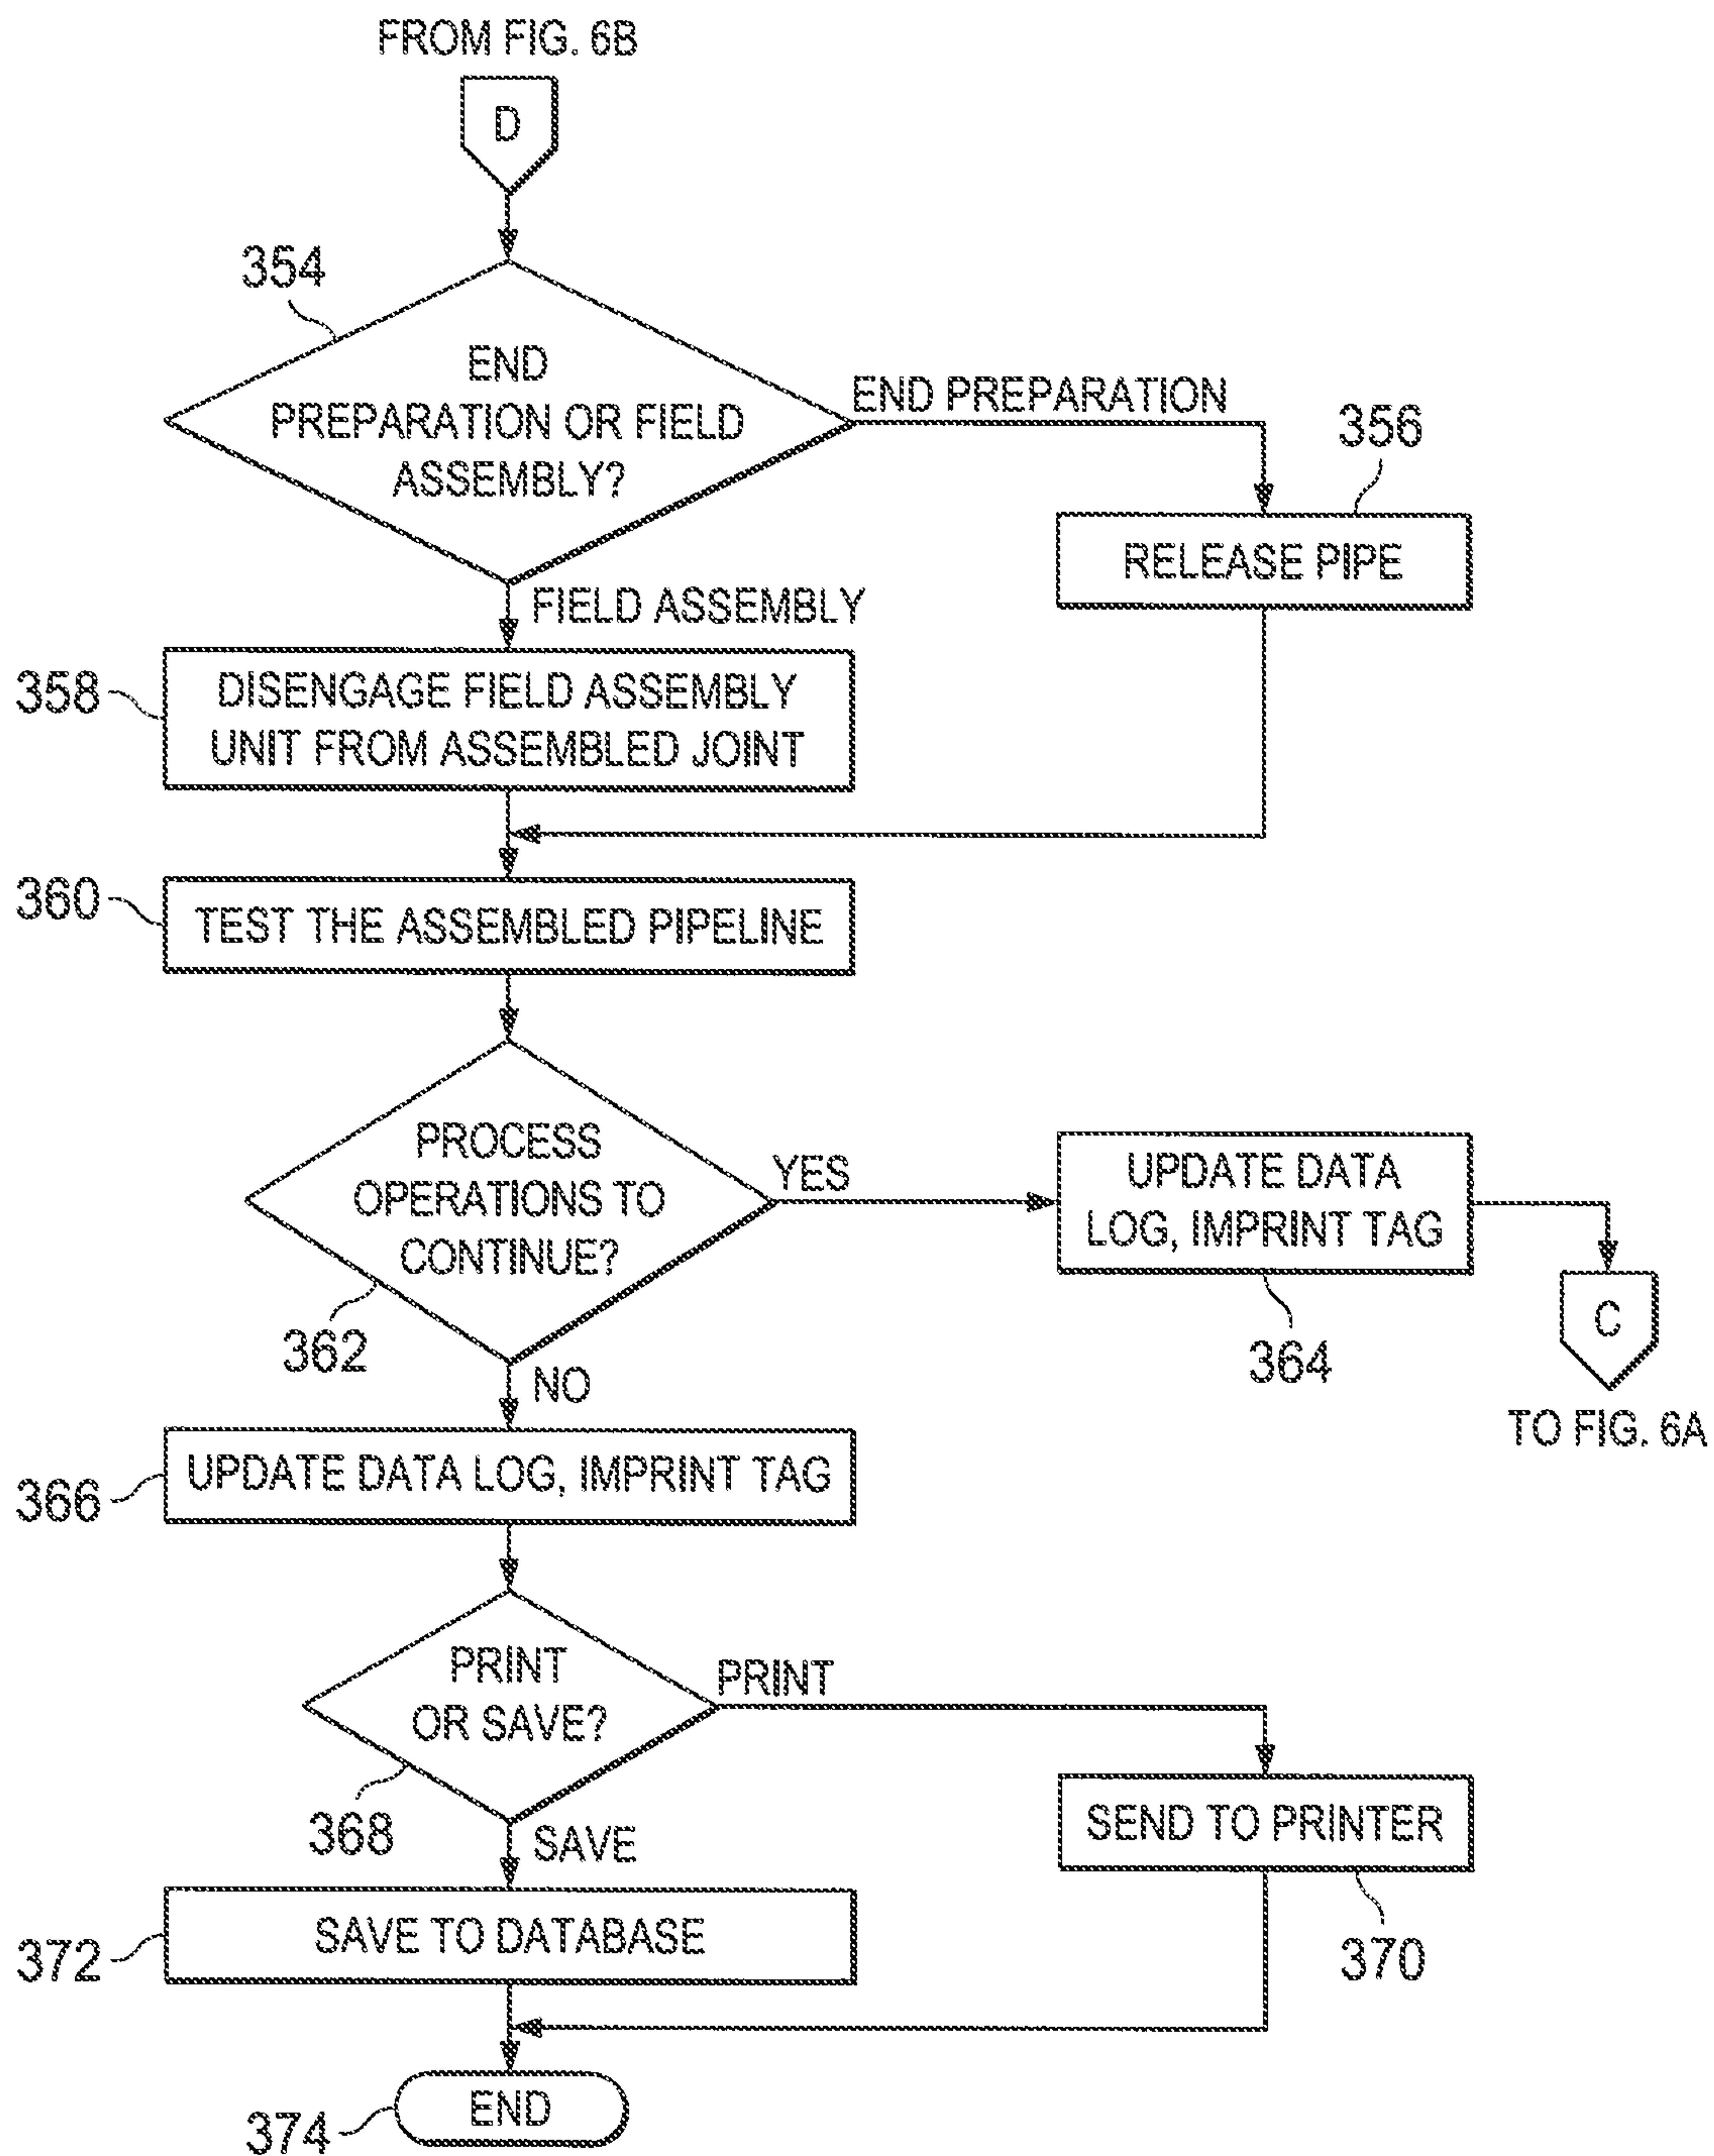 FROM FIG. 6B
D
354
END
PREPARATION OR FIELD
ASSEMBLY?
END PREPARATION
356
RELEASE PIPE
FIELD ASSEMBLY
358
DISENGAGE FIELD ASSEMBLY
UNIT FROM ASSEMBLED JOINT
360
TEST THE ASSEMBLED PIPELINE
PROCESS
OPERATIONS TO
CONTINUE?
362
YES
UPDATE DATA
LOG, IMPRINT TAG
364
C
TO FIG. 6A
NO
366
UPDATE DATA LOG, IMPRINT TAG
PRINT
OR SAVE?
368
PRINT
SEND TO PRINTER
370
SAVE
372
SAVE TO DATABASE
374
END